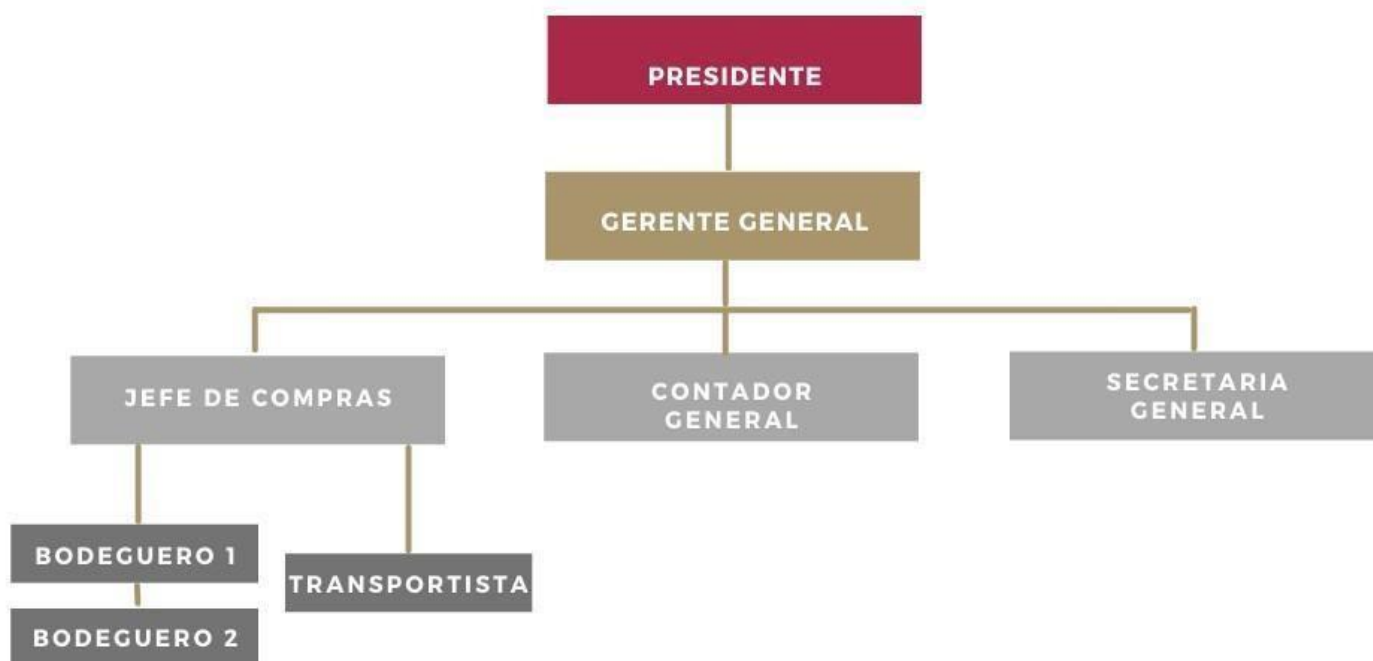 PRESIDENTE
GERENTE GENERAL
JEFE DE COMPRAS
CONTADOR
GENERAL
SECRETARIA
GENERAL
BODEGUERO 1
TRANSPORTISTA
BODEGUERO 2